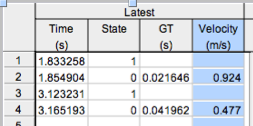 Latest
Time State GT Velocity
(s) (s) (m/s)
1 1.833258 1
2 1.854904 0 0.021646 0.924
3 3.123231 1
4 3.165193 0 0.041962 0.477
5